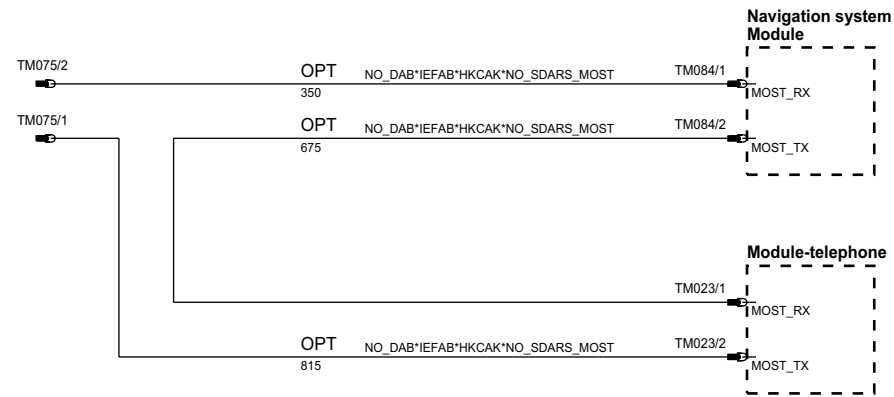 Navigation system
Module
TM075/2
OPT
NO_DAB*IEFAB*HKCAK*NO_SDARS_MOST
TM084/1
350
MOST_RX
TM075/1
OPT
NO_DAB*IEFAB*HKCAK*NO_SDARS_MOST
TM084/2
675
MOST_TX
Module-telephone
TM023/1
MOST_RX
OPT
NO_DAB*IEFAB*HKCAK*NO_SDARS_MOST
TM023/2
815
MOST_TX